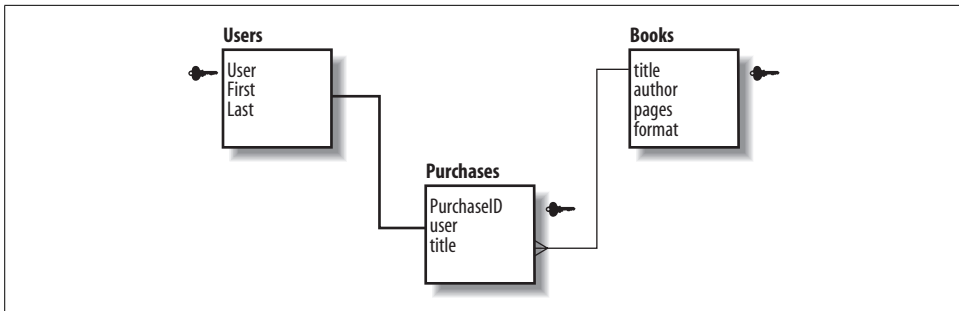 Users
User
First
Last
Books
title
author
pages
format
Purchases
PurchaseID
user
title